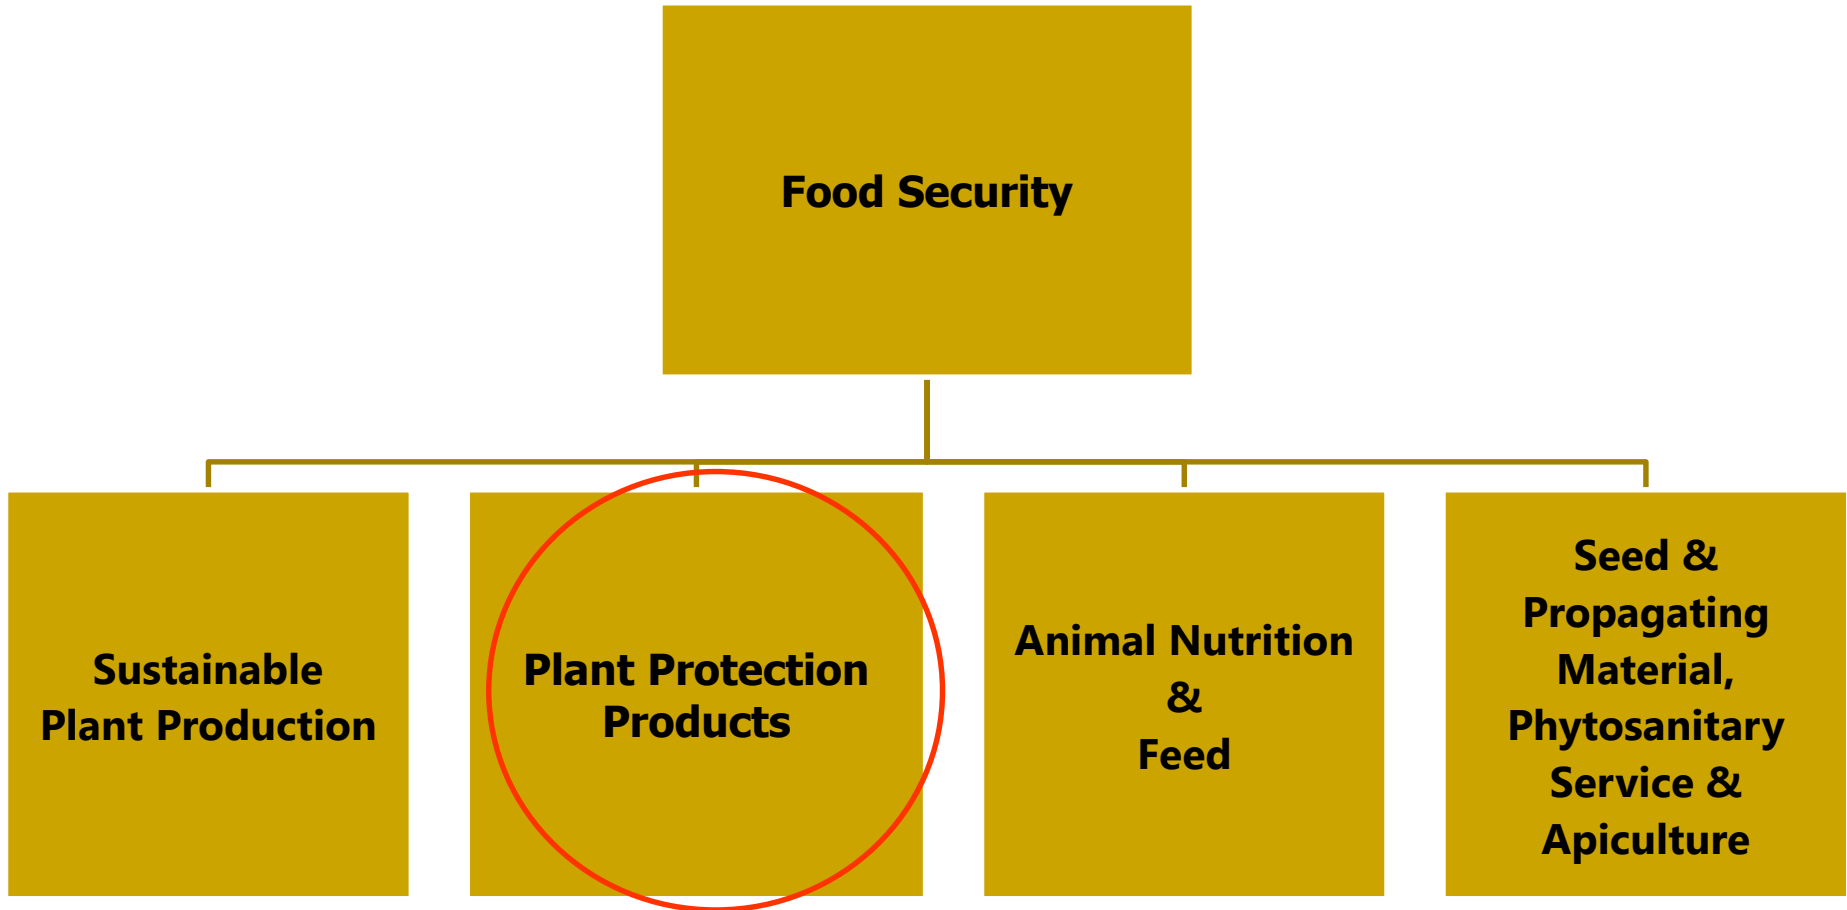 Food Security
Sustainable
Plant Production
Plant Protection
Products
Animal Nutrition
&
Feed
Seed &
Propagating
Material,
Phytosanitary
Service &
Apiculture